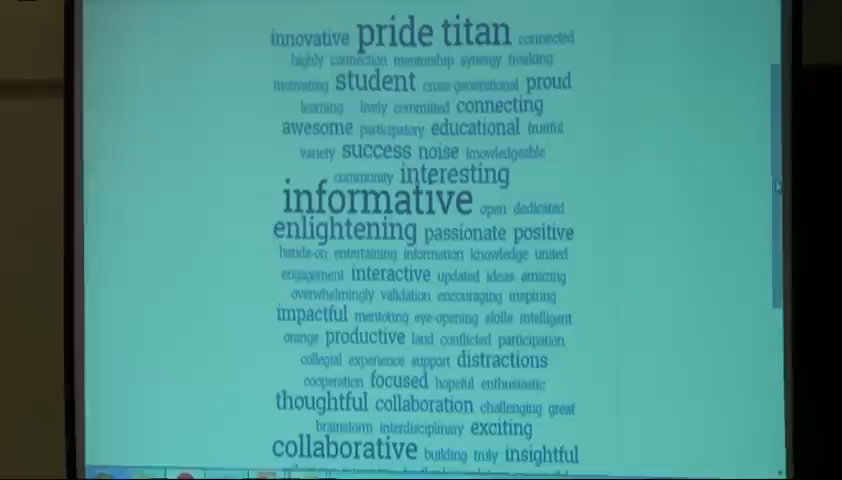 innovative pride titan connected
highly connection mentorship synergy freaking
motivating student cross-generational proud
learning lively committed connecting
awesome participatory educational fruitful
variety success noise knowledgeable
community interesting
informative open dedicated
enlightening passionate positive
hands-on entertaining information knowledge united
engagement interactive updated ideas amazing
overwhelmingly validation encouraging inspiring
impactful mentoring eye-opening skills intelligent
orange productive land conflicted participation
collegial experience support distractions
cooperation focused hopeful enthusiastic
thoughtful collaboration challenging great
brainstorm interdisciplinary exciting
collaborative building truly insightful